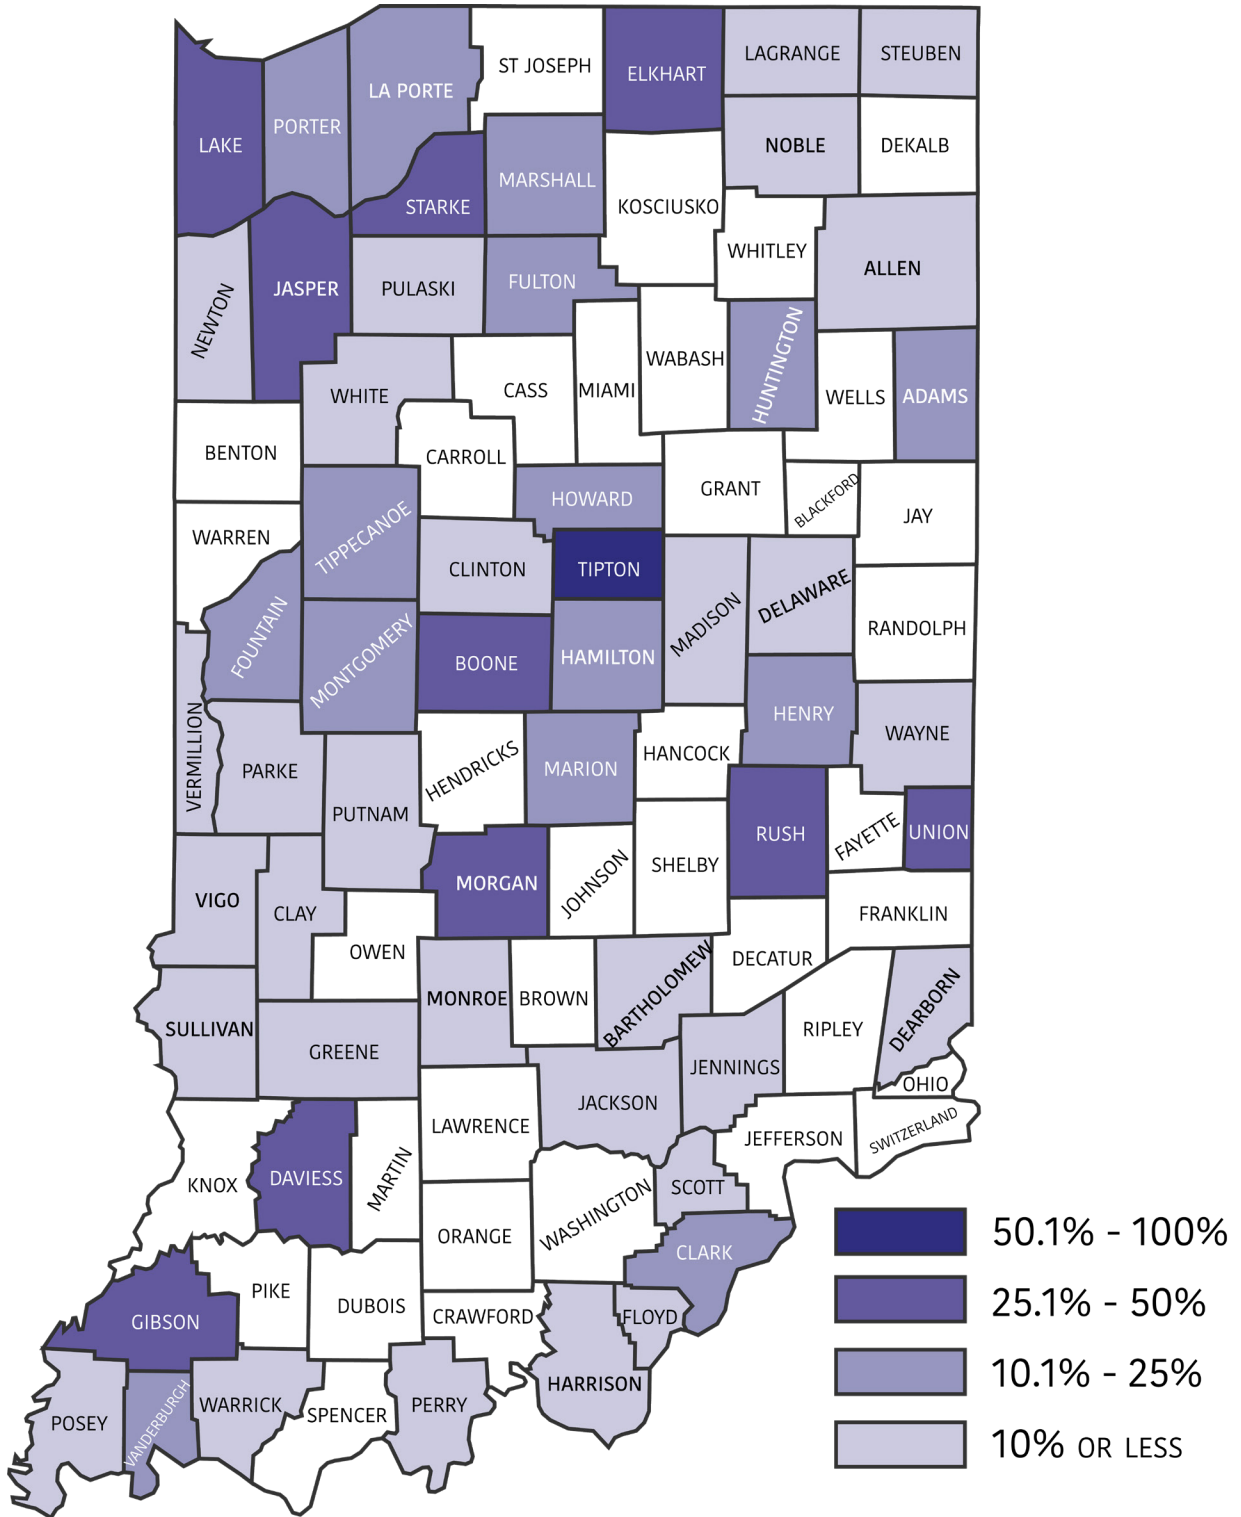 ST JOSEPH
ELKHART
LAGRANGE
STEUBEN
LA PORTE
PORTER
LAKE
NOBLE
DEKALB
MARSHALL
STARKE
KOSCIUSKO
WHITLEY
ALLEN
JASPER
PULASKI
FULTON
NEWTON
HUNTINGTON
WABASH
WHITE
CASS
MIAMI
WELLS
ADAMS
BENTON
CARROLL
HOWARD
GRANT
BLACKFORD
JAY
WARREN
TIPPECANOE
CLINTON
TIPTON
MADISON
DELAWARE
RANDOLPH
FOUNTAIN
MONTGOMERY
BOONE
HAMILTON
HENRY
WAYNE
VERMILLION
PARKE
HENDRICKS
MARION
HANCOCK
PUTNAM
RUSH
FAYETTE
UNION
MORGAN
JOHNSON
SHELBY
VIGO
CLAY
FRANKLIN
OWEN
DECATUR
MONROE
BROWN
BARTHOLOMEW
SULLIVAN
GREENE
RIPLEY
DEARBORN
JENNINGS
OHIO
JACKSON
LAWRENCE
JEFFERSON
SWITZERLAND
KNOX
DAVIESS
MARTIN
SCOTT
WASHINGTON
ORANGE
CLARK
50.1% - 100%
PIKE
DUBOIS
CRAWFORD
FLOYD
GIBSON
25.1% - 50%
HARRISON
10.1% - 25%
POSEY
VANDERBURGH
WARRICK
SPENCER
PERRY
10% OR LESS